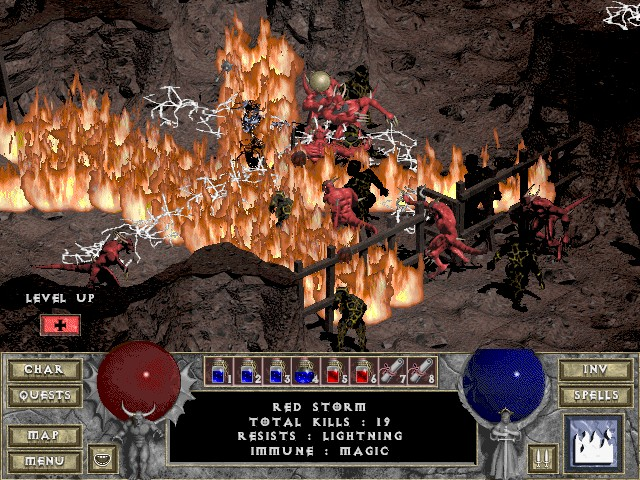 LEVEL UP
CHAR
QUESTS
MAP
MENU
1 2 3 4 5 6 7 8
RED STORM
TOTAL KILLS : 19
RESISTS : LIGHTNING
IMMUNE : MAGIC
INV
SPELLS